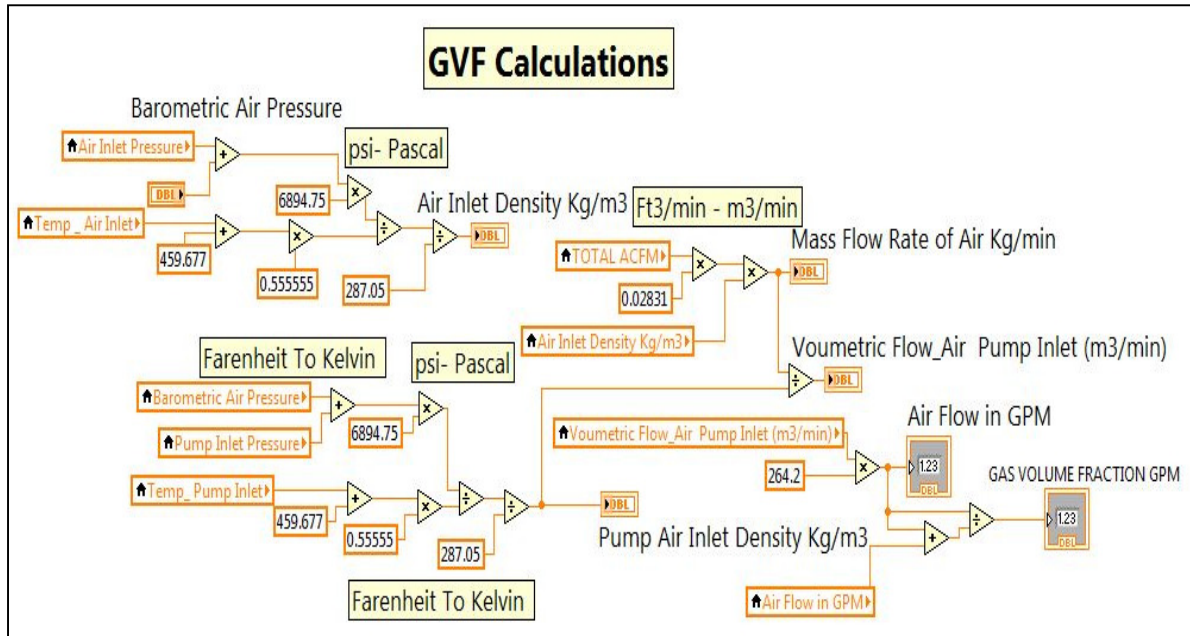 GVF Calculations
Barometric Air Pressure
Air Inlet Pressure
psi- Pascal
DBL
6894.75
Temp _ Air Inlet
459.677
0.555555
287.05
Air Inlet Density Kg/m3
DBL
Ft3/min - m3/min
TOTAL ACFM
0.02831
Air Inlet Density Kg/m3
Mass Flow Rate of Air Kg/min
DBL
Voumetric Flow_Air Pump Inlet (m3/min)
DBL
Farenheit To Kelvin
psi- Pascal
Barometric Air Pressure
Pump Inlet Pressure
6894.75
Temp_ Pump Inlet
459.677
0.55555
287.05
Farenheit To Kelvin
DBL
Pump Air Inlet Density Kg/m3
Voumetric Flow_Air Pump Inlet (m3/min)
264.2
Air Flow in GPM
1.23
DBL
GAS VOLUME FRACTION GPM
1.23
DBL
Air Flow in GPM